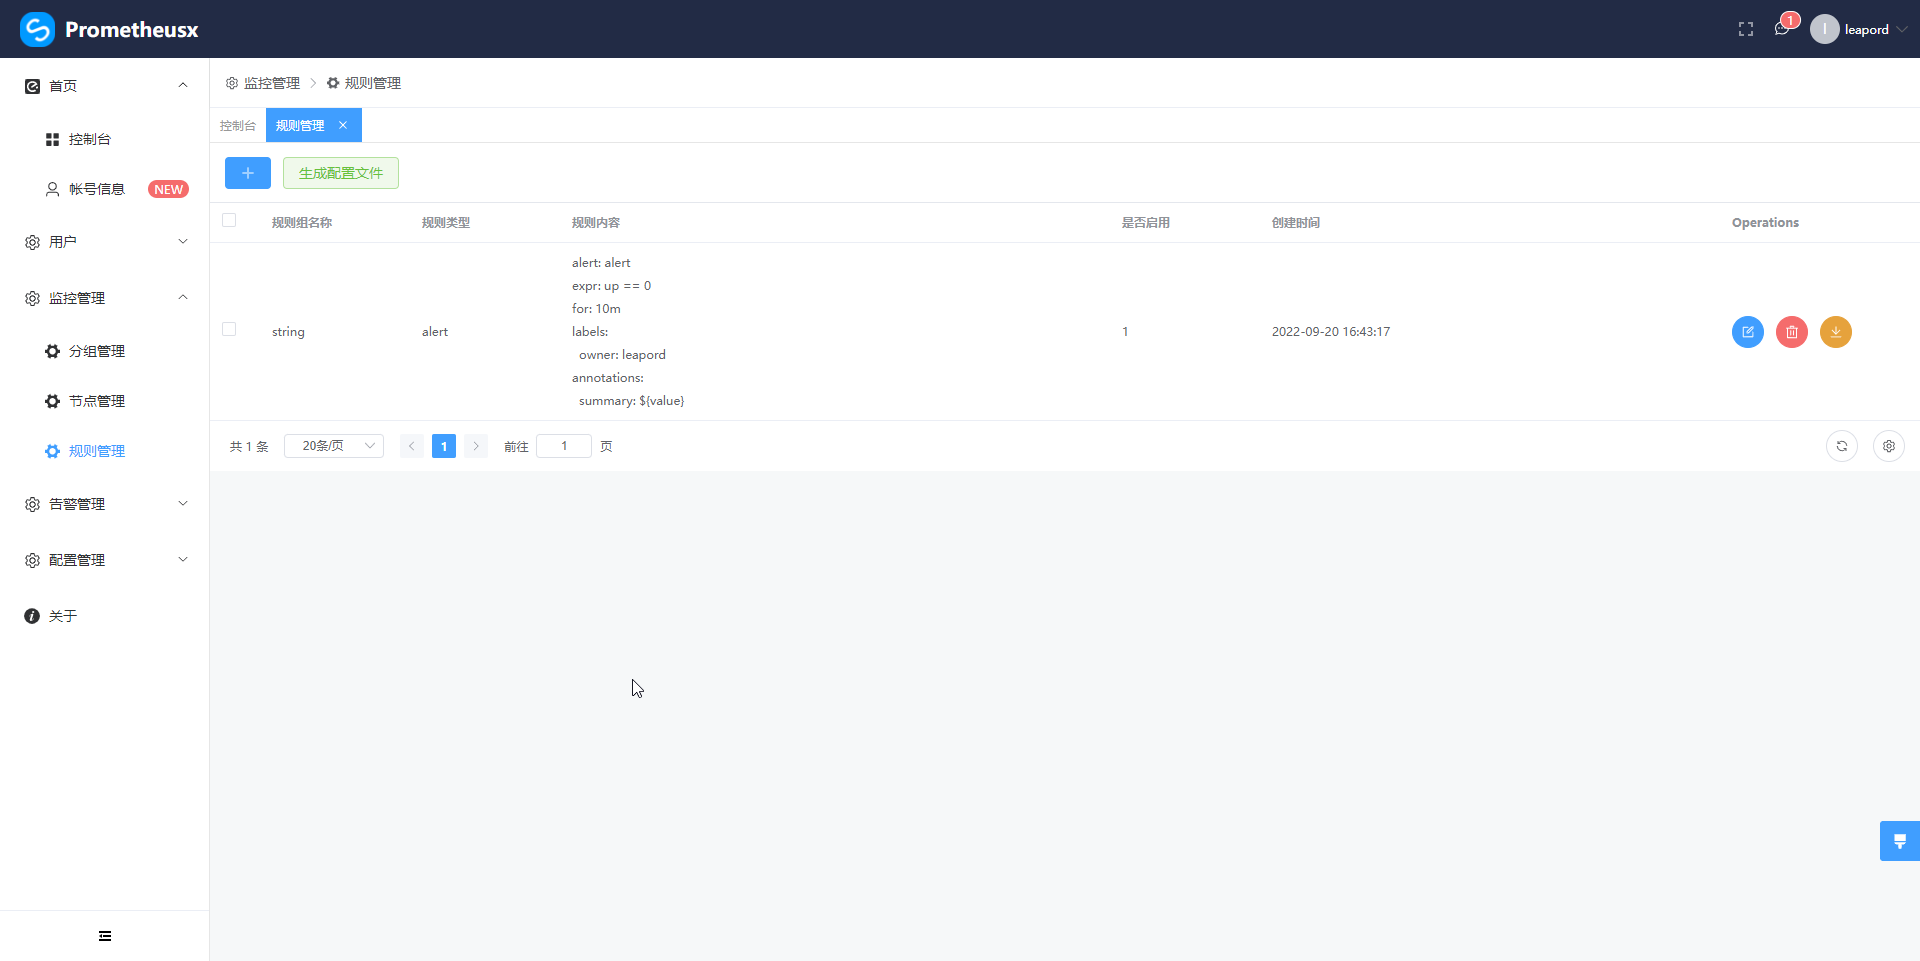 Prometheusx
1
l
leapord
首页
控制台
帐号信息
NEW
用户
监控管理
分组管理
节点管理
规则管理
告警管理
配置管理
关于
监控管理
规则管理
控制台
规则管理
生成配置文件
规则组名称
规则类型
规则内容
是否启用
创建时间
Operations
string
alert
alert: alert
expr: up == 0
for: 10m
labels:
owner: leapord
annotations:
summary: ${value}
1
2022-09-20 16:43:17
共 1 条
20条/页
1
前往
1
页